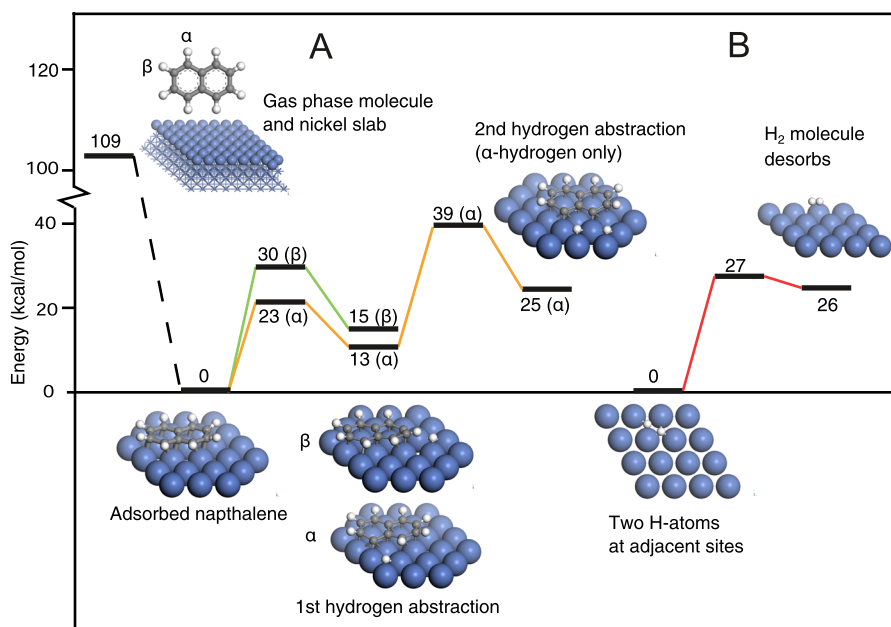 A
B
α
β
Gas phase molecule
and nickel slab
2nd hydrogen abstraction
(α-hydrogen only)
H2 molecule
desorbs
Energy (kcal/mol)
120
100
40
20
0
109
0
30 (β)
23 (α)
15 (β)
13 (α)
39 (α)
25 (α)
0
27
26
Adsorbed napthalene
β
α
1st hydrogen abstraction
Two H-atoms
at adjacent sites